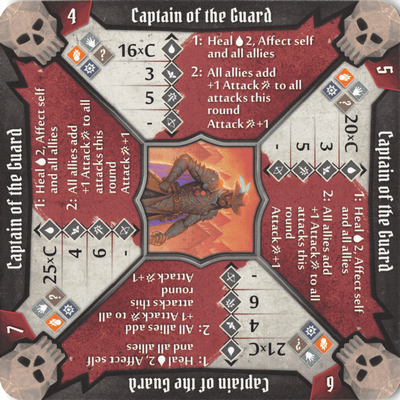 4
Captain of the Guard
16xC
3
5
-
?
1: Heal 2, Affect self
and all allies
2: All allies add
+1 Attack to all
attacks this
round
Attack +1
5
Captain of the Guard
20xC
3
5
-
?
1: Heal 2, Affect self
and all allies
2: All allies add
+1 Attack to all
attacks this
round
Attack +1
6
Captain of the Guard
21xC
4
6
-
?
1: Heal 2, Affect self
and all allies
2: All allies add
+1 Attack to all
attacks this
round
Attack +1
7
Captain of the Guard
25xC
4
6
-
?
1: Heal 2, Affect self
and all allies
2: All allies add
+1 Attack to all
attacks this
round
Attack +1